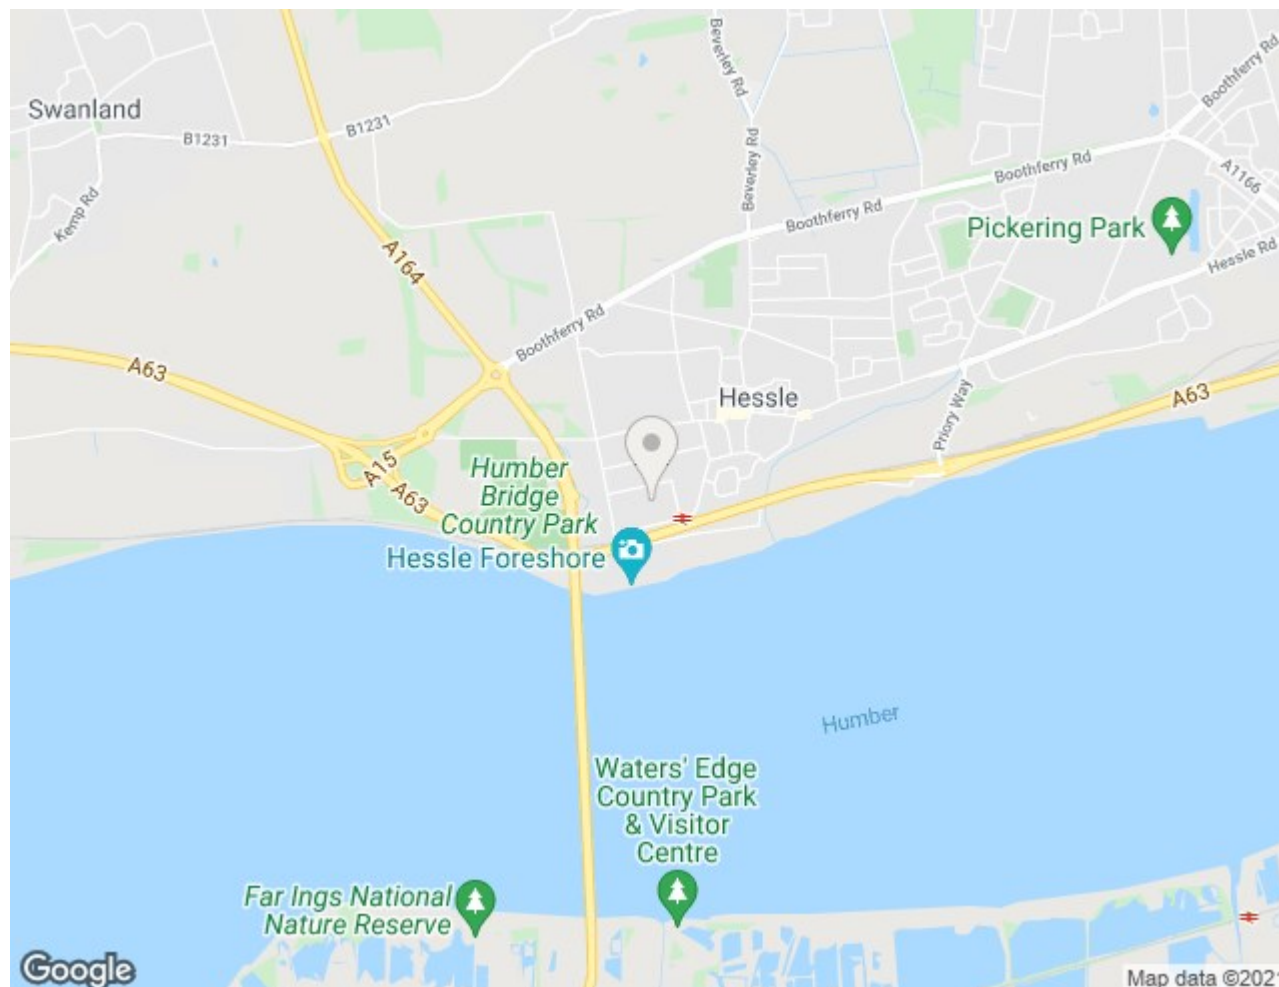 Beverley Rd
Boothferry Rd
Swanland
B1231
B1231
Beverley Rd
Boothferry Rd
A1166
Kemp Rd
Boothferry Rd
Pickering Park
A164
Hessle Rd
Boothferry Rd
A63
Hessle
A63
Priory Way
A15
A63
Humber
Bridge
Country Park
Hessle Foreshore
Humber
Waters' Edge
Country Park
& Visitor
Centre
Far Ings National
Nature Reserve
Google
Map data ©2021